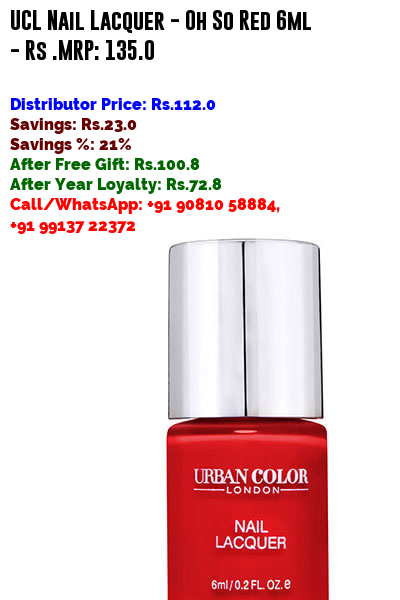 UCL Nail Lacquer - Oh So Red 6ml
- Rs .MRP: 135.0
Distributor Price: Rs.112.0
Savings: Rs.23.0
Savings %: 21%
After Free Gift: Rs.100.8
After Year Loyalty: Rs.72.8
Call/WhatsApp: +91 90810 58884,
+91 99137 22372
URBAN COLOR
LONDON
NAIL
LACQUER
6ml/0.2 FL. OZ. e